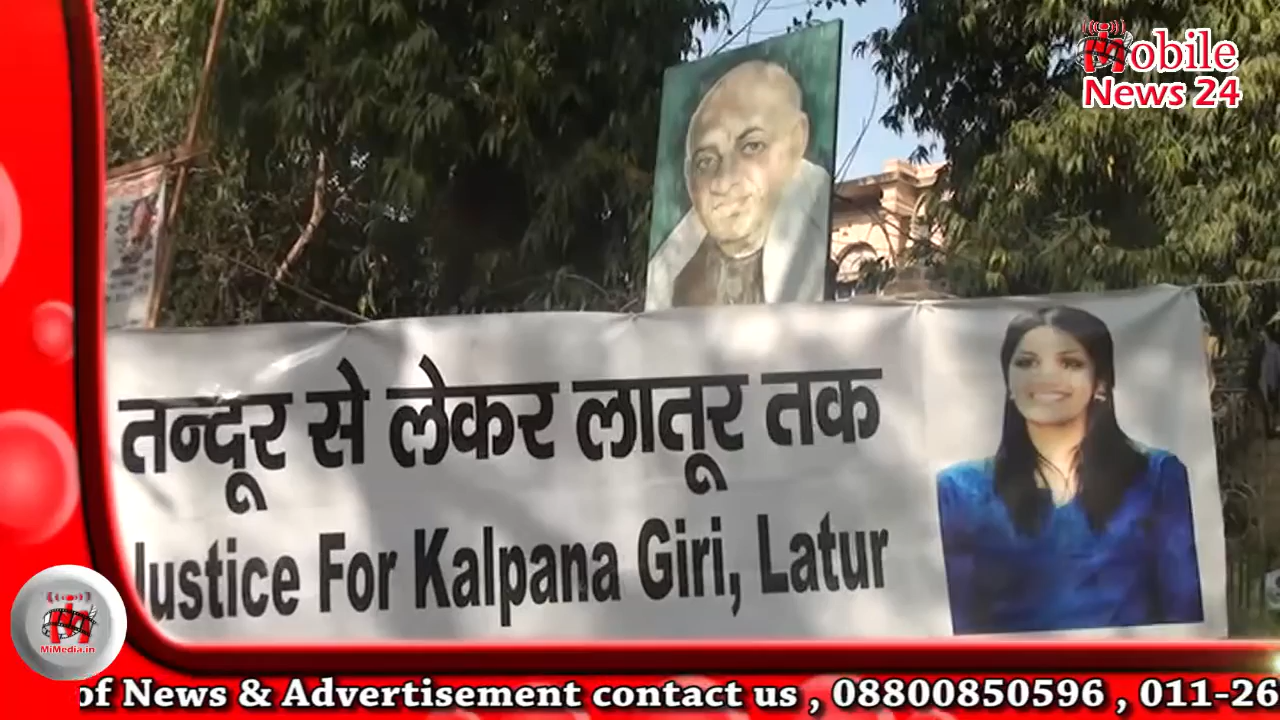 Mobile
News 24
तन्दूर से लेकर लातूर तक
Justice For Kalpana Giri, Latur
MiMedia.in
of News & Advertisement contact us , 08800850596 , 011-26